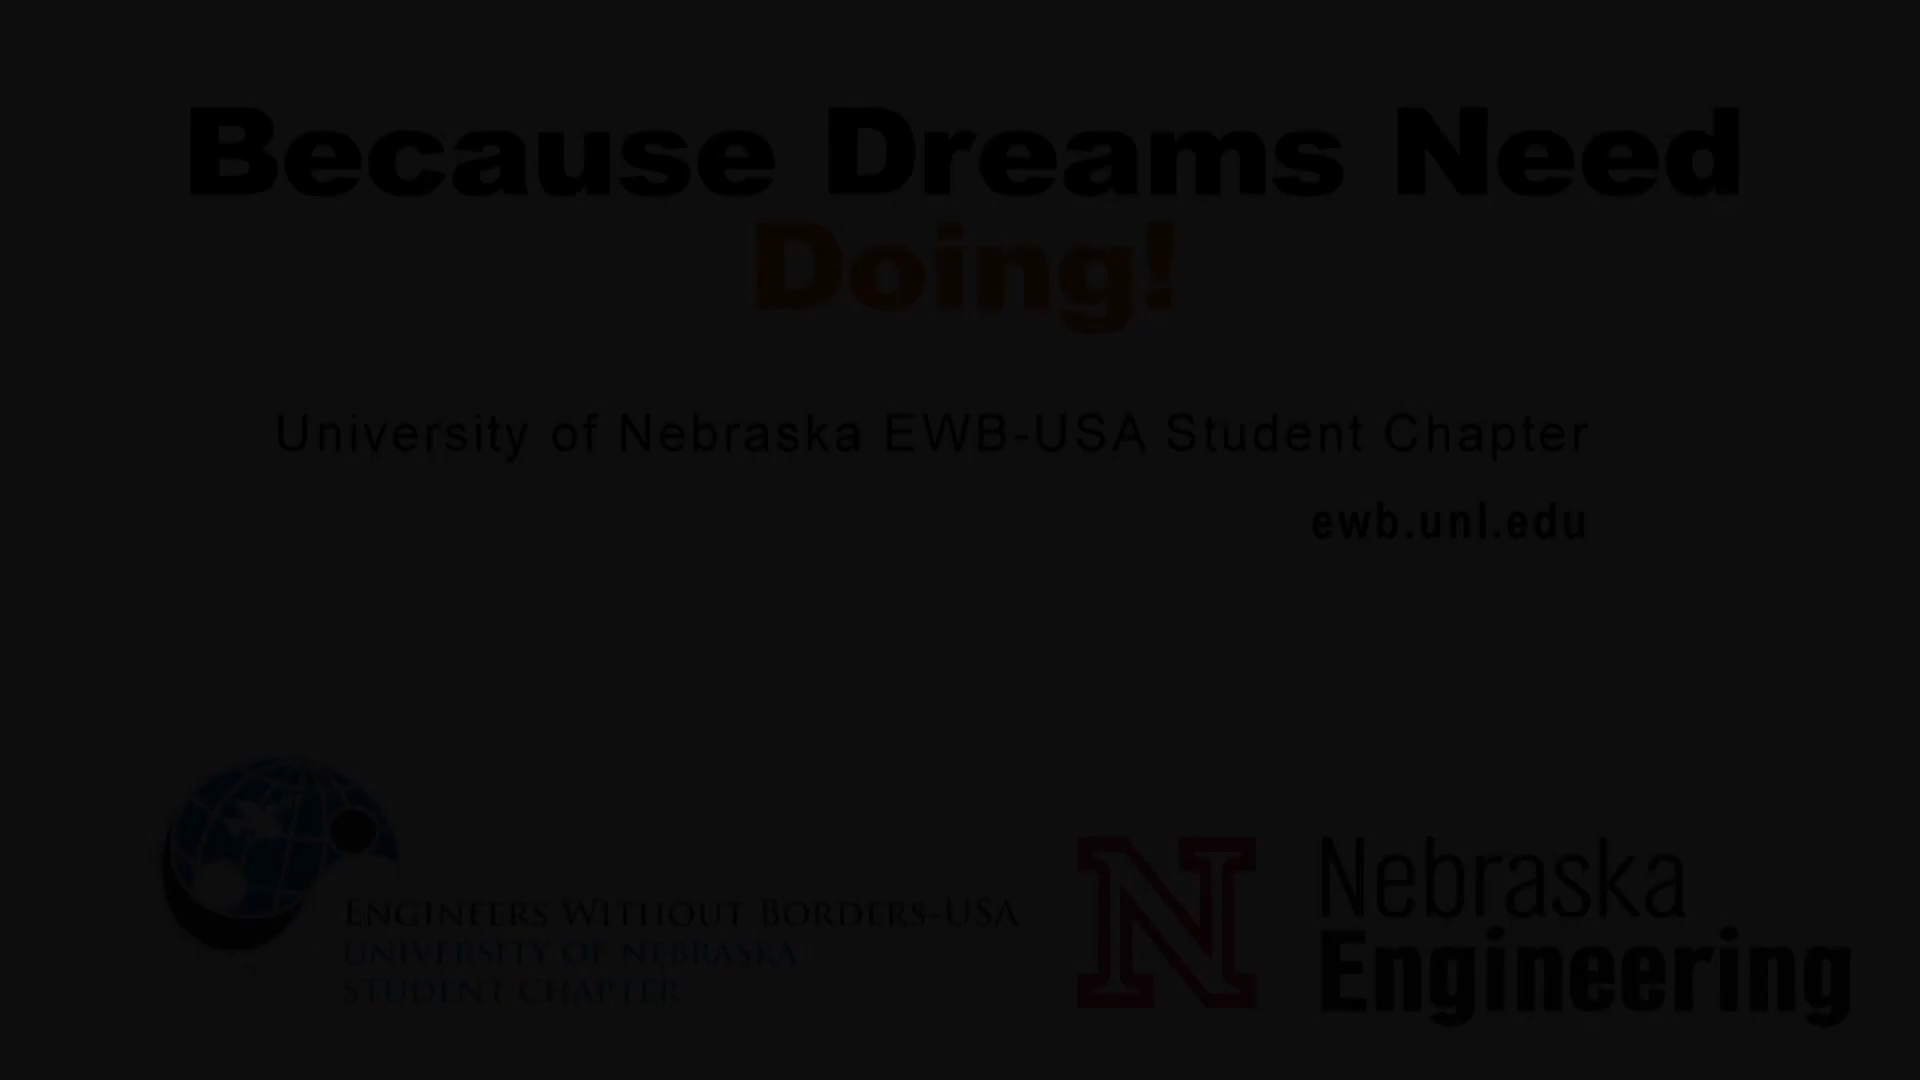 Because Dreams Need
Doing!
University of Nebraska EWB-USA Student Chapter
ewb.unl.edu
ENGINEERS WITHOUT BORDERS-USA
UNIVERSITY OF NEBRASKA
STUDENT CHAPTER
N
Nebraska
Engineering